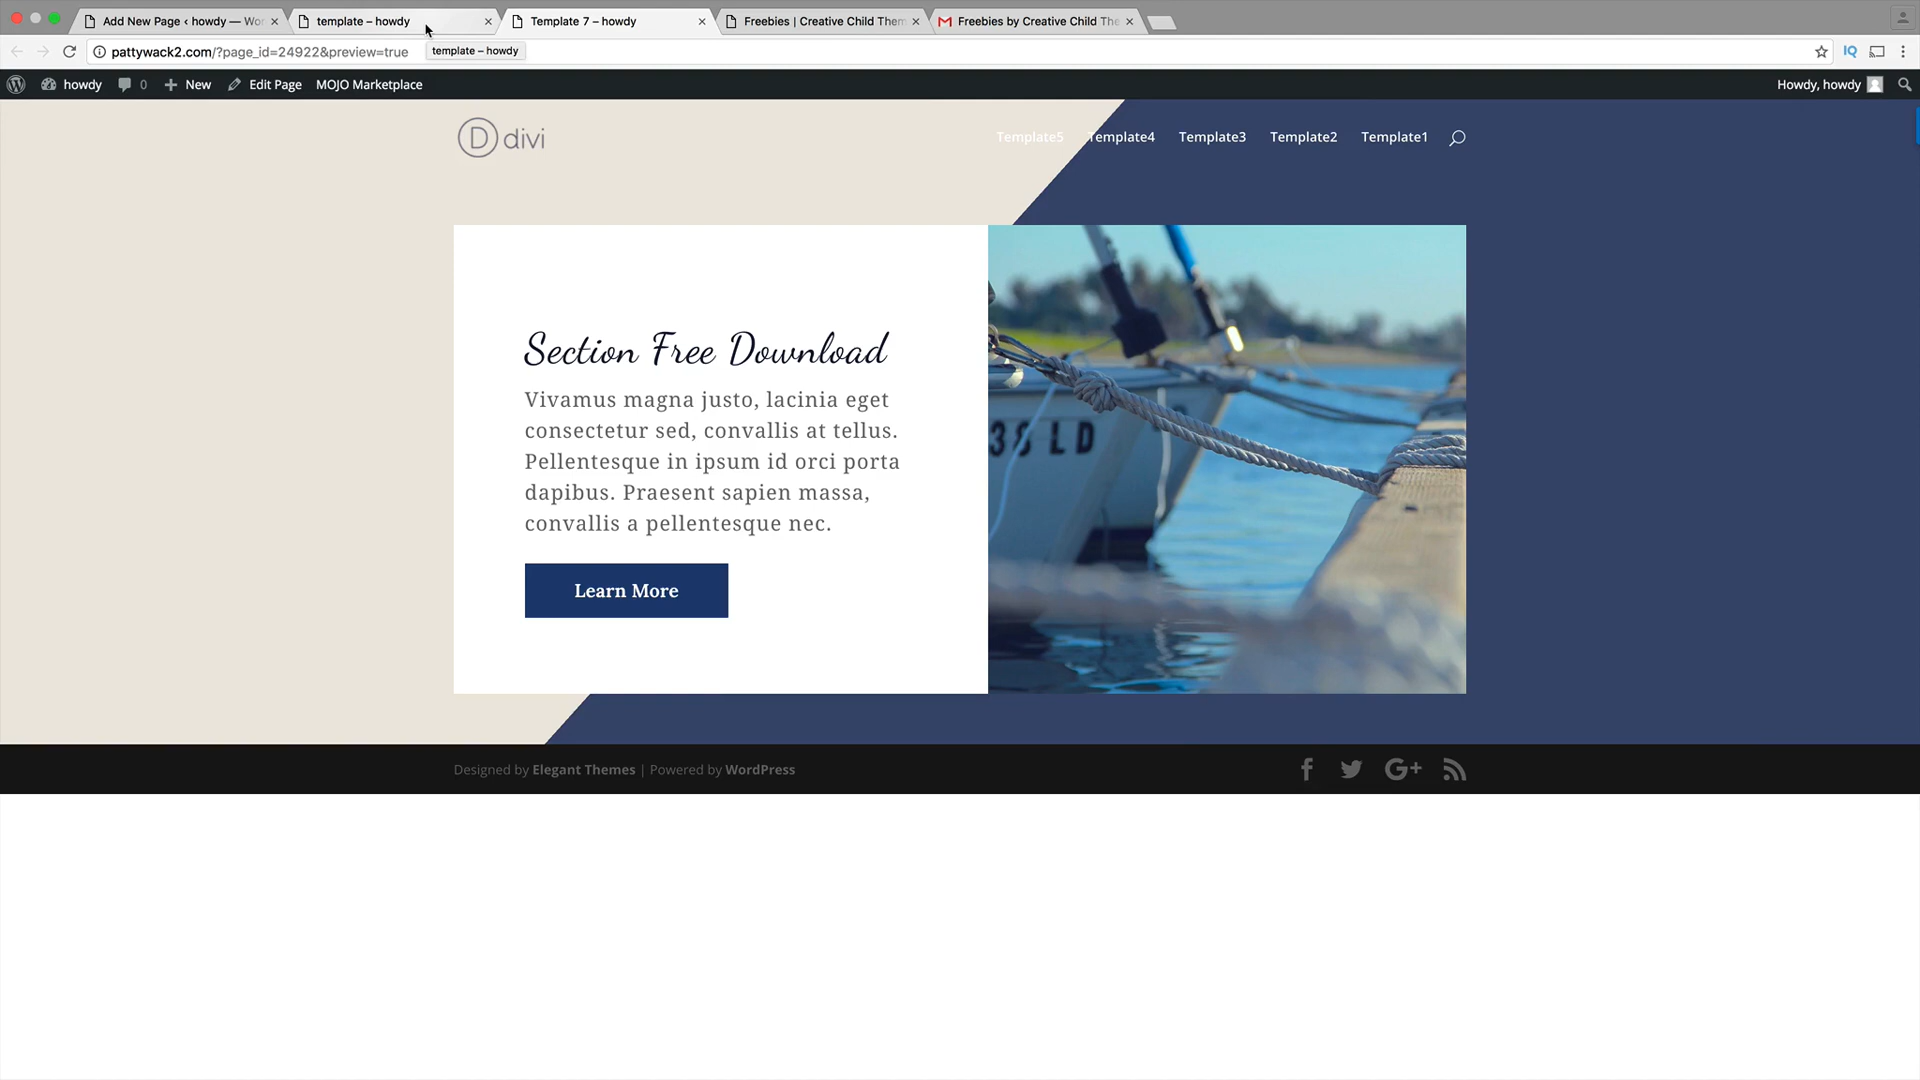 Add New Page ‹ howdy — Wor
template – howdy
Template 7 – howdy
Freebies | Creative Child Them
Freebies by Creative Child The
pattywack2.com/?page_id=24922&preview=true
template – howdy
IQ
howdy
0
New
Edit Page
MOJO Marketplace
Howdy, howdy
D divi
Template5
Template4
Template3
Template2
Template1
Section Free Download
Vivamus magna justo, lacinia eget
consectetur sed, convallis at tellus.
Pellentesque in ipsum id orci porta
dapibus. Praesent sapien massa,
convallis a pellentesque nec.
Learn More
38 LD
Designed by Elegant Themes | Powered by WordPress